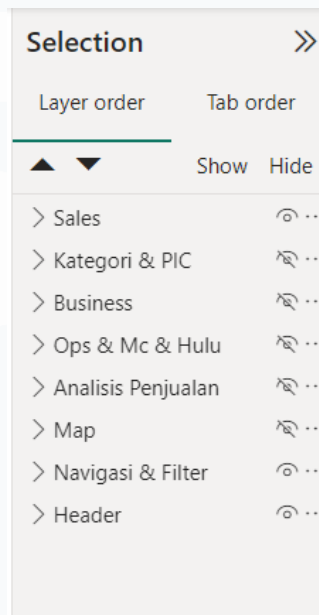 Selection
Layer order Tab order
Show Hide
Sales
Kategori & PIC
Business
Ops & Mc & Hulu
Analisis Penjualan
Map
Navigasi & Filter
Header